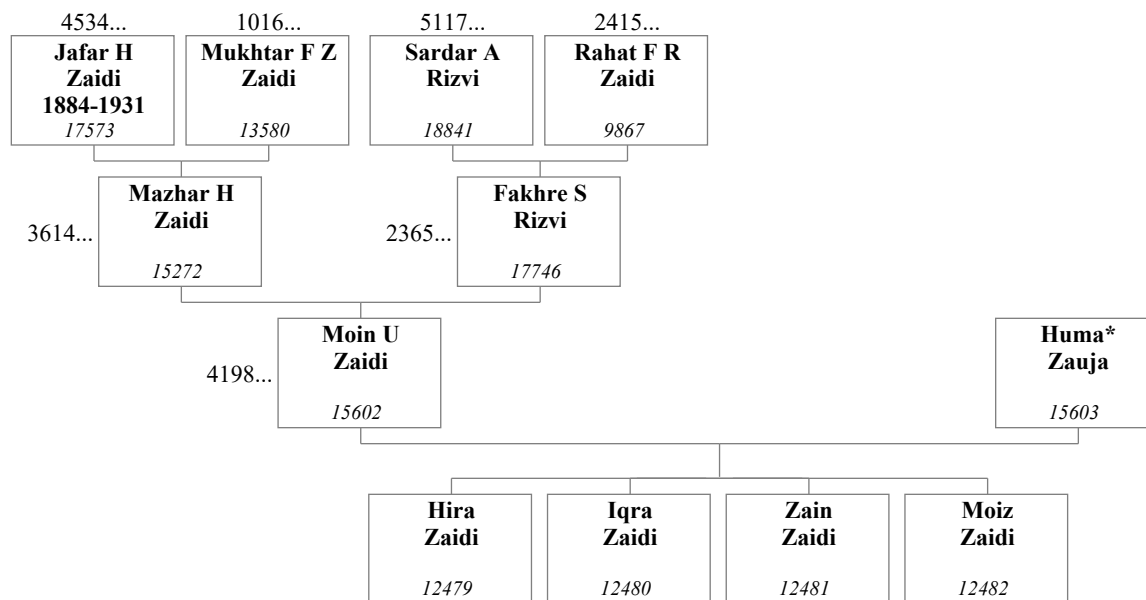 4534... 1016... 5117... 2415...
Jafar H Mukhtar F Z Sardar A Rahat F R
Zaidi Zaidi Rizvi Zaidi
1884-1931
17573 13580 18841 9867
Mazhar H Fakhre S
Zaidi Rizvi
3614... 2365...
15272 17746
Moin U Huma*
Zaidi Zauja
4198...
15602 15603
Hira Iqra Zain Moiz
Zaidi Zaidi Zaidi Zaidi
12479 12480 12481 12482